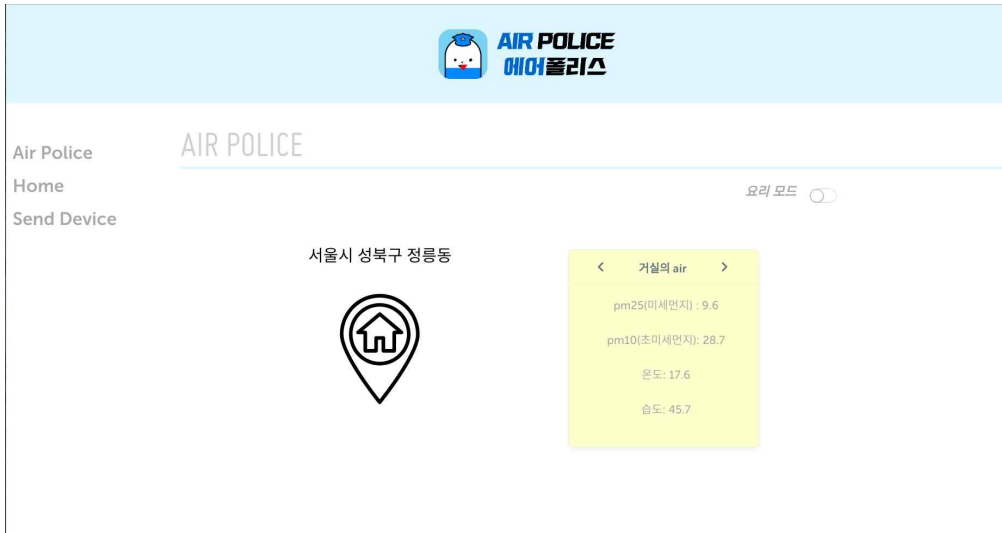 AIR POLICE
에어폴리스
Air Police
Home
Send Device
AIR POLICE
요리 모드
서울시 성북구 정릉동
< 거실의 air >
pm25(미세먼지) : 9.6
pm10(초미세먼지): 28.7
온도: 17.6
습도: 45.7